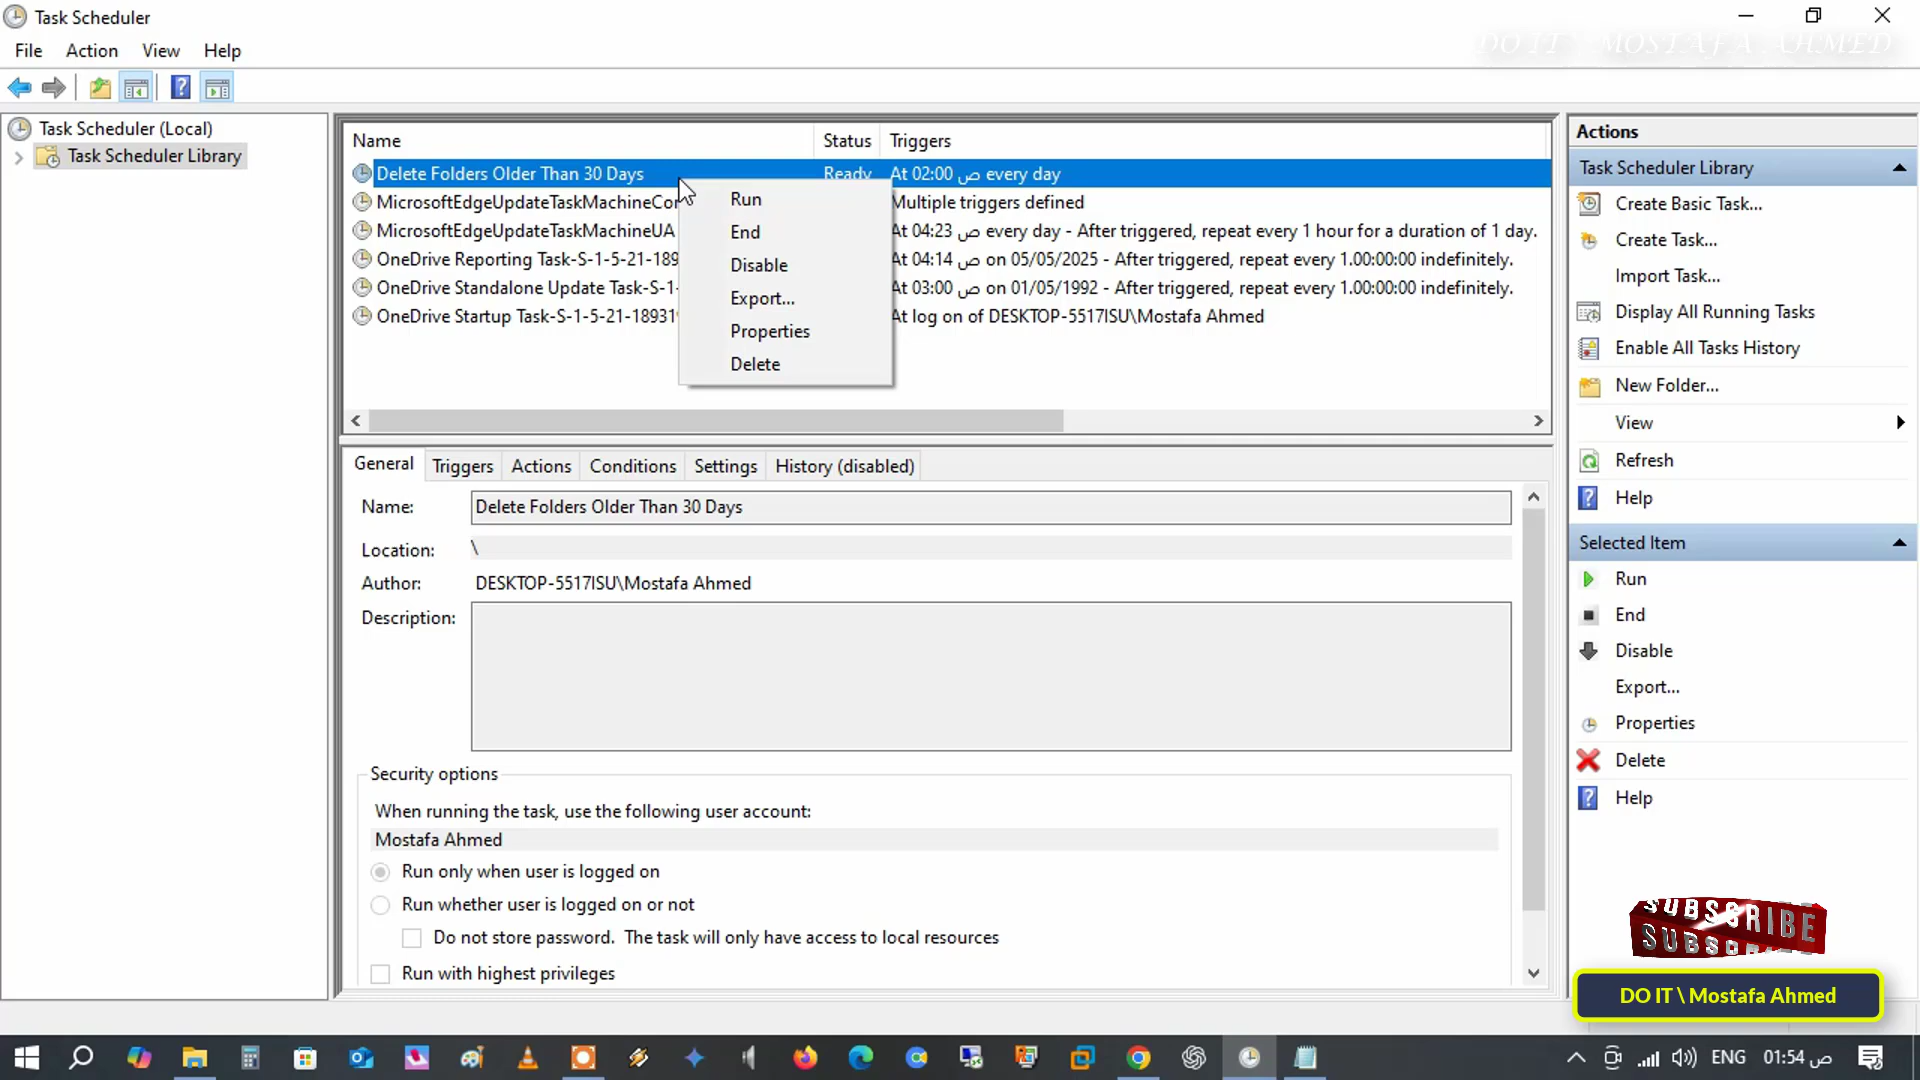 Task Scheduler
File Action View Help
DO IT \ MOSTAFA AHMED
Task Scheduler (Local)
Task Scheduler Library
Name Status Triggers
Delete Folders Older Than 30 Days Ready At 02:00 ص every day
MicrosoftEdgeUpdateTaskMachineCor Multiple triggers defined
MicrosoftEdgeUpdateTaskMachineUA At 04:23 ص every day - After triggered, repeat every 1 hour for a duration of 1 day.
OneDrive Reporting Task-S-1-5-21-189 At 04:14 ص on 05/05/2025 - After triggered, repeat every 1.00:00:00 indefinitely.
OneDrive Standalone Update Task-S-1- At 03:00 ص on 01/05/1992 - After triggered, repeat every 1.00:00:00 indefinitely.
OneDrive Startup Task-S-1-5-21-18931 At log on of DESKTOP-5517ISU\Mostafa Ahmed
Run
End
Disable
Export...
Properties
Delete
General Triggers Actions Conditions Settings History (disabled)
Name: Delete Folders Older Than 30 Days
Location: \
Author: DESKTOP-5517ISU\Mostafa Ahmed
Description:
Security options
When running the task, use the following user account:
Mostafa Ahmed
Run only when user is logged on
Run whether user is logged on or not
Do not store password. The task will only have access to local resources
Run with highest privileges
Actions
Task Scheduler Library
Create Basic Task...
Create Task...
Import Task...
Display All Running Tasks
Enable All Tasks History
New Folder...
View
Refresh
Help
Selected Item
Run
End
Disable
Export...
Properties
Delete
Help
SUBSCRIBE
DO IT \ Mostafa Ahmed
ENG 01:54 ص